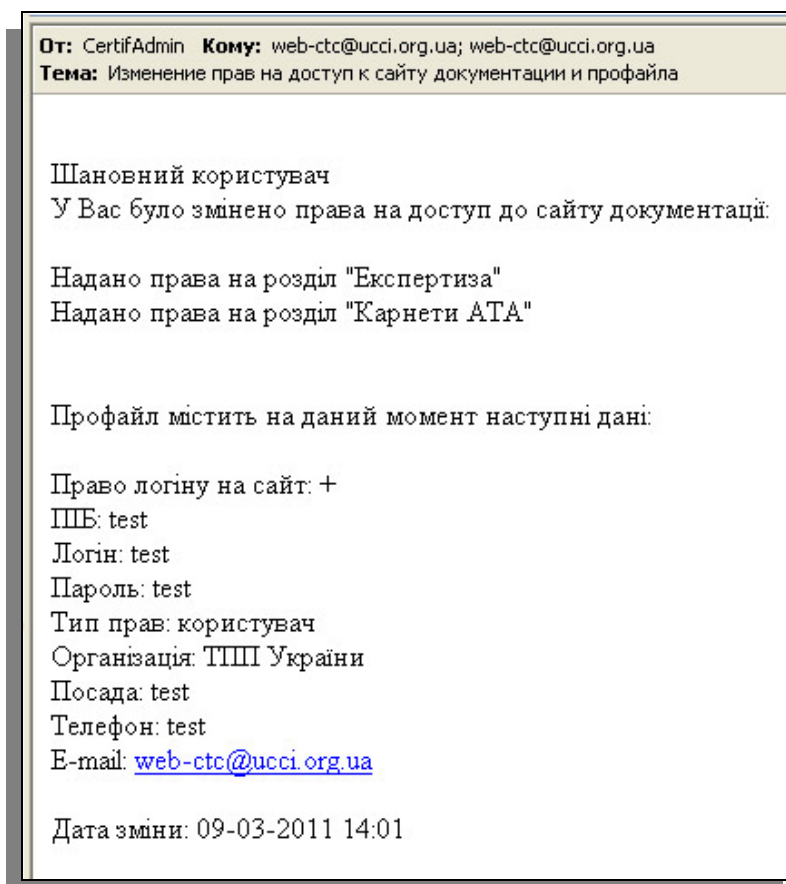 От: CertifAdmin Кому: web-ctc@ucci.org.ua; web-ctc@ucci.org.ua
Тема: Изменение прав на доступ к сайту документации и профайла
Шановний користувач
У Вас було змінено права на доступ до сайту документації:
Надано права на розділ "Експертиза"
Надано права на розділ "Карнети АТА"
Профайл містить на даний момент наступні дані:
Право логіну на сайт: +
ПІБ: test
Логін: test
Пароль: test
Тип прав: користувач
Організація: ТПП України
Посада: test
Телефон: test
E-mail: web-ctc@ucci.org.ua
Дата зміни: 09-03-2011 14:01